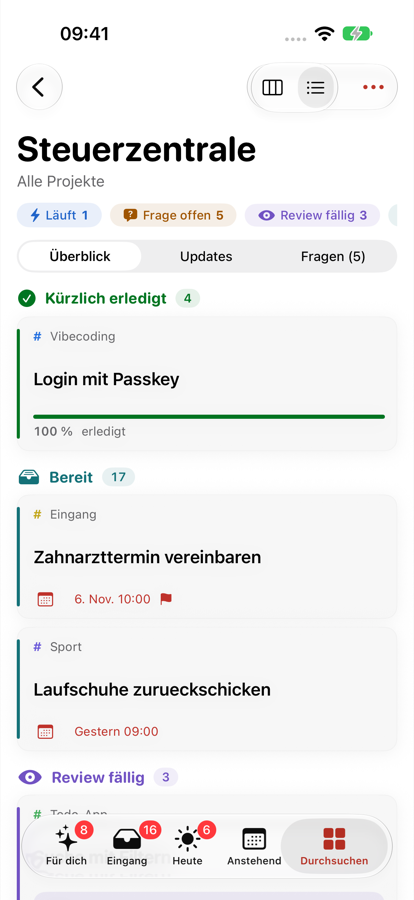 09:41
Steuerzentrale
Alle Projekte
Läuft 1
Frage offen 5
Review fällig 3
Überblick
Updates
Fragen (5)
Kürzlich erledigt 4
# Vibecoding
Login mit Passkey
100 % erledigt
Bereit 17
# Eingang
Zahnarzttermin vereinbaren
6. Nov. 10:00
# Sport
Laufschuhe zurueckschicken
Gestern 09:00
Review fällig 3
8
16
6
Für dich
Eingang
Heute
Anstehend
Durchsuchen